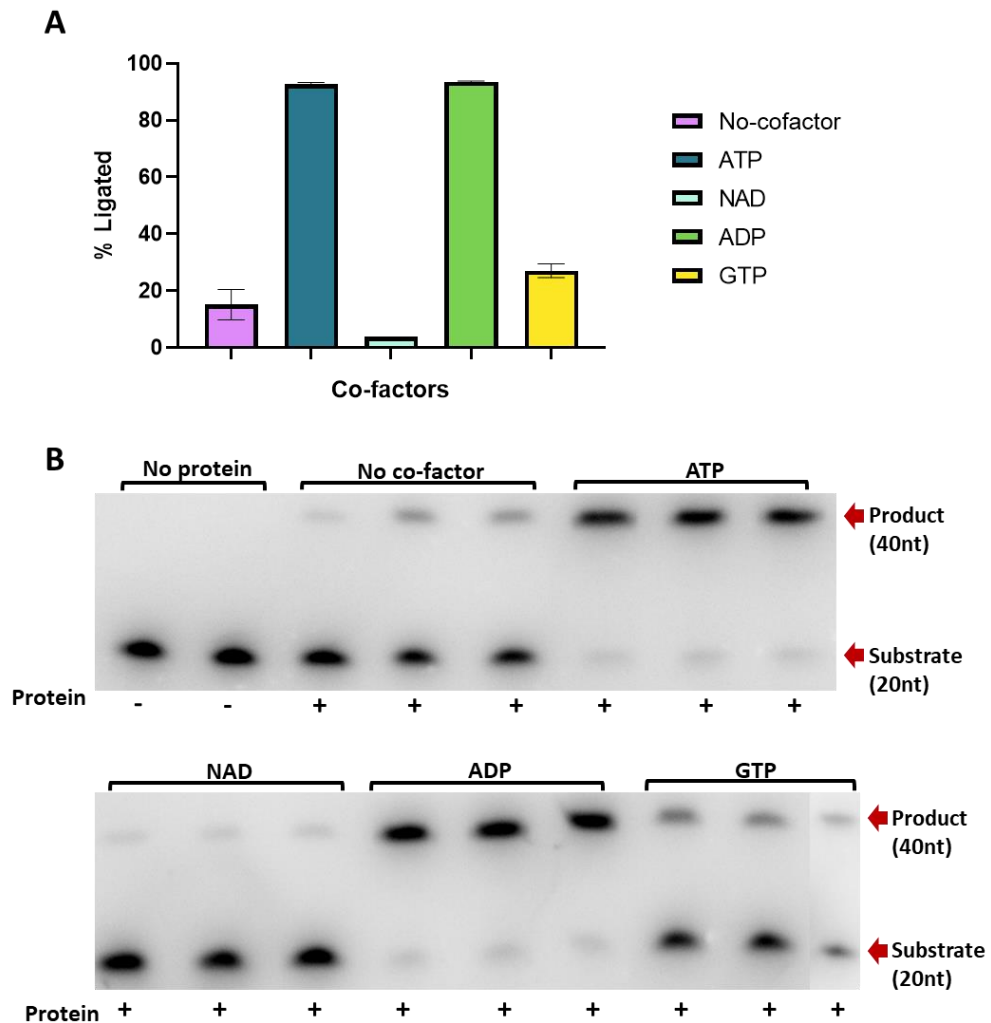 A
100
80
60
40
20
0
% Ligated
Co-factors
No-cofactor
ATP
NAD
ADP
GTP
B
No protein
No co-factor
ATP
Product
(40nt)
Substrate
(20nt)
Protein - - + + + + + +
NAD
ADP
GTP
Product
(40nt)
Substrate
(20nt)
Protein + + + + + + + + +